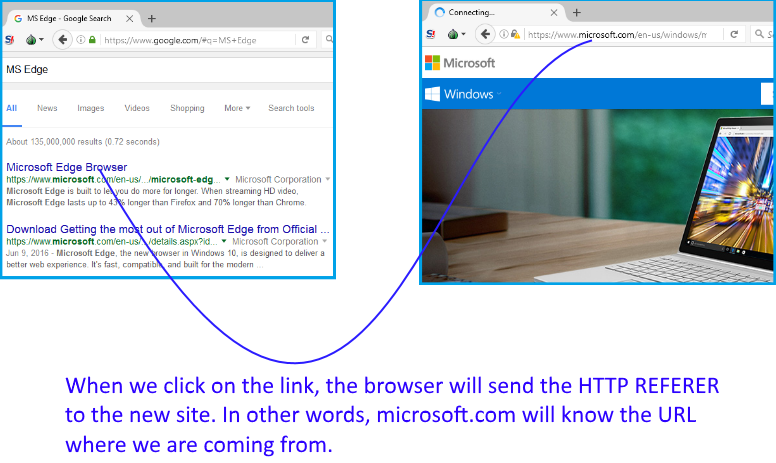 MS Edge - Google Search
https://www.google.com/#q=MS+Edge
MS Edge
All News Images Videos Shopping More Search tools
About 135,000,000 results (0.72 seconds)
Microsoft Edge Browser
https://www.microsoft.com/en-us/.../microsoft-edg... Microsoft Corporation
Microsoft Edge is built to let you do more for longer. When streaming HD video,
Microsoft Edge lasts up to 43% longer than Firefox and 70% longer than Chrome.
Download Getting the most out of Microsoft Edge from Official ...
https://www.microsoft.com/en-us/.../details.aspx?id... Microsoft Corporation
Jun 9, 2016 - Microsoft Edge, the new browser in Windows 10, is designed to deliver a
better web experience. It's fast, compatible, and built for the modern ...
Connecting...
https://www.microsoft.com/en-us/windows/m
Microsoft
Windows
When we click on the link, the browser will send the HTTP REFERER
to the new site. In other words, microsoft.com will know the URL
where we are coming from.